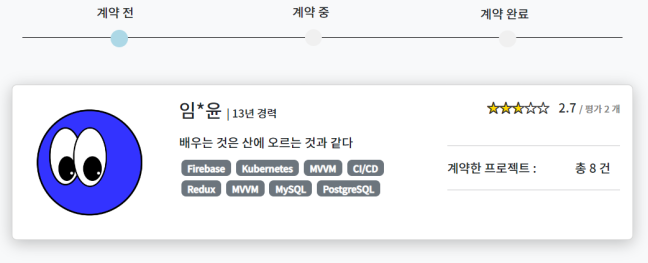 계약 전
계약 중
계약 완료
임*윤 | 13년 경력
배우는 것은 산에 오르는 것과 같다
Firebase Kubernetes MVVM CI/CD
Redux MVVM MySQL PostgreSQL
2.7 / 평가 2 개
계약한 프로젝트 : 총 8 건